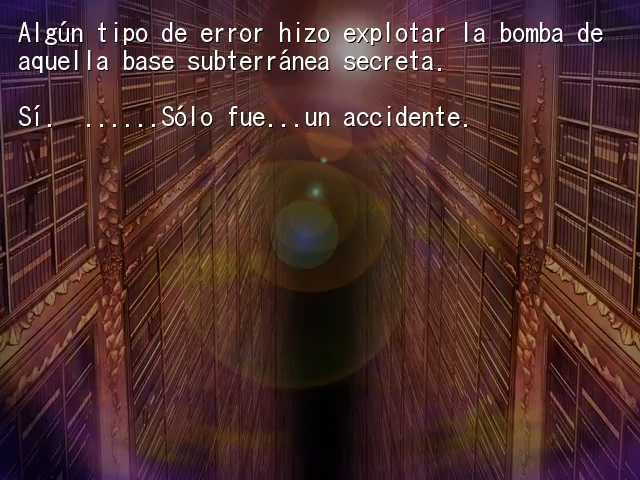 Algún tipo de error hizo explotar la bomba de
aquella base subterránea secreta.
Sí. ......Sólo fue...un accidente.